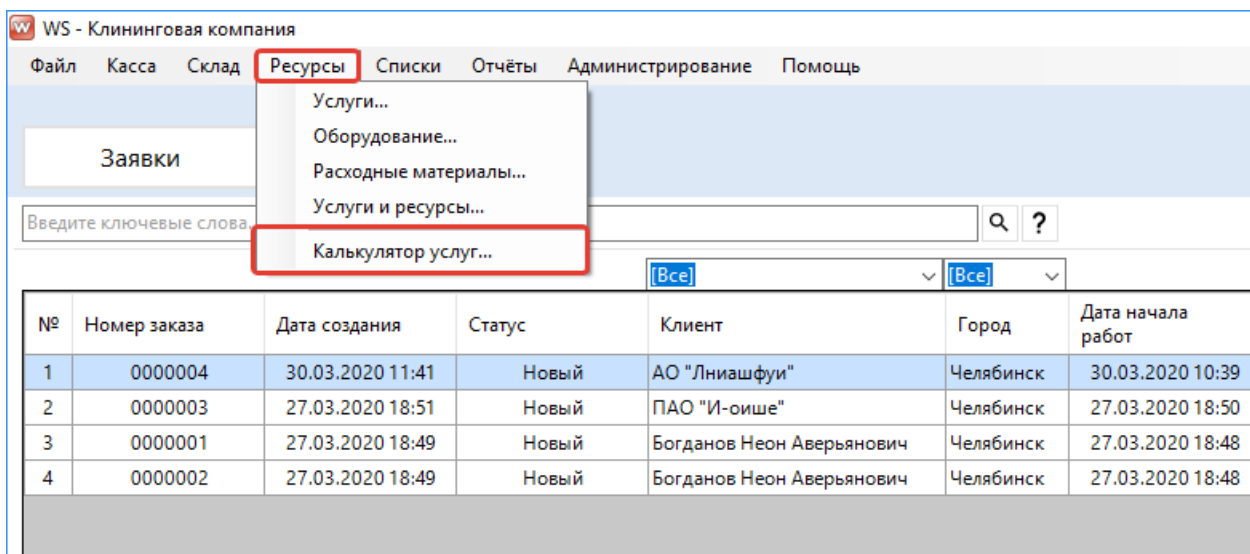 WS - Клининговая компания
Файл Касса Склад Ресурсы Списки Отчёты Администрирование Помощь
Услуги...
Оборудование...
Заявки
Расходные материалы...
Услуги и ресурсы...
Введите ключевые слова.
?
Калькулятор услуг...
[Все] [Все]
№ Номер заказа Дата создания Статус Клиент Город Дата начала
работ
1 0000004 30.03.2020 11:41 Новый АО "Лниашфуи" Челябинск 30.03.2020 10:39
2 0000003 27.03.2020 18:51 Новый ПАО "И-оише" Челябинск 27.03.2020 18:50
3 0000001 27.03.2020 18:49 Новый Богданов Неон Аверьянович Челябинск 27.03.2020 18:48
4 0000002 27.03.2020 18:49 Новый Богданов Неон Аверьянович Челябинск 27.03.2020 18:48